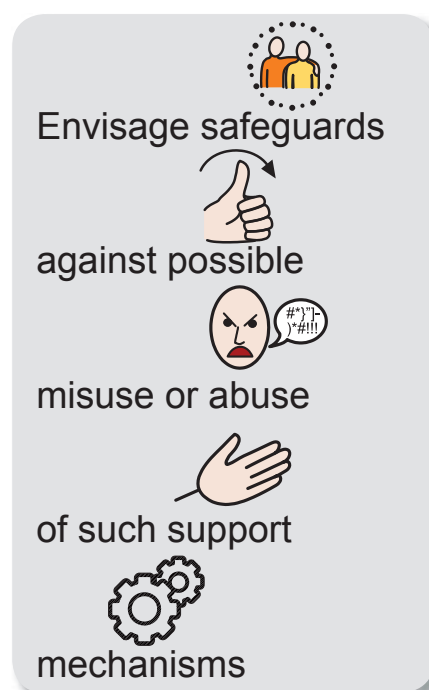 Envisage safeguards
against possible
#*}"]-
)*#!!!
misuse or abuse
of such support
mechanisms